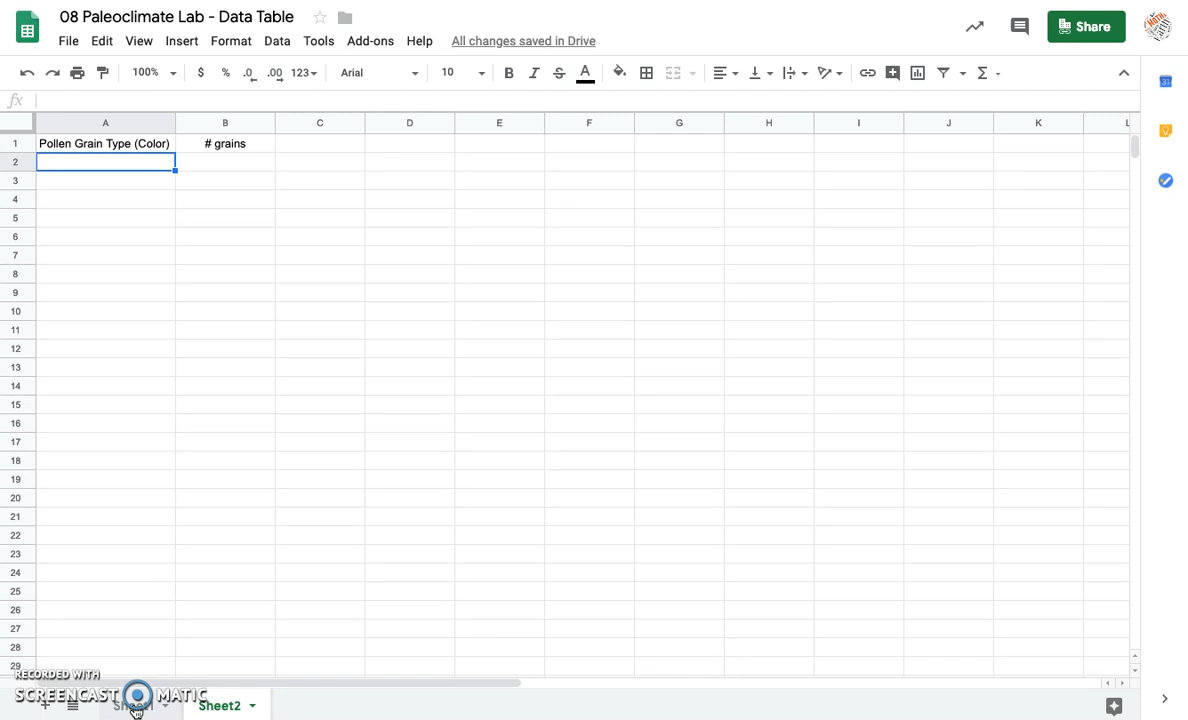 08 Paleoclimate Lab - Data Table
Share
File Edit View Insert Format Data Tools Add-ons Help All changes saved in Drive
100% $ % .0 .00 123 Arial 10 B I S A Σ
31
fx
A B C D E F G H I J K L
1 Pollen Grain Type (Color) # grains
2
3
4
5
6
7
8
9
10
11
12
13
14
15
16
17
18
19
20
21
22
23
24
25
26
27
28
29
RECORDED WITH
SCREENCAST MATIC
Sheet1 Sheet2